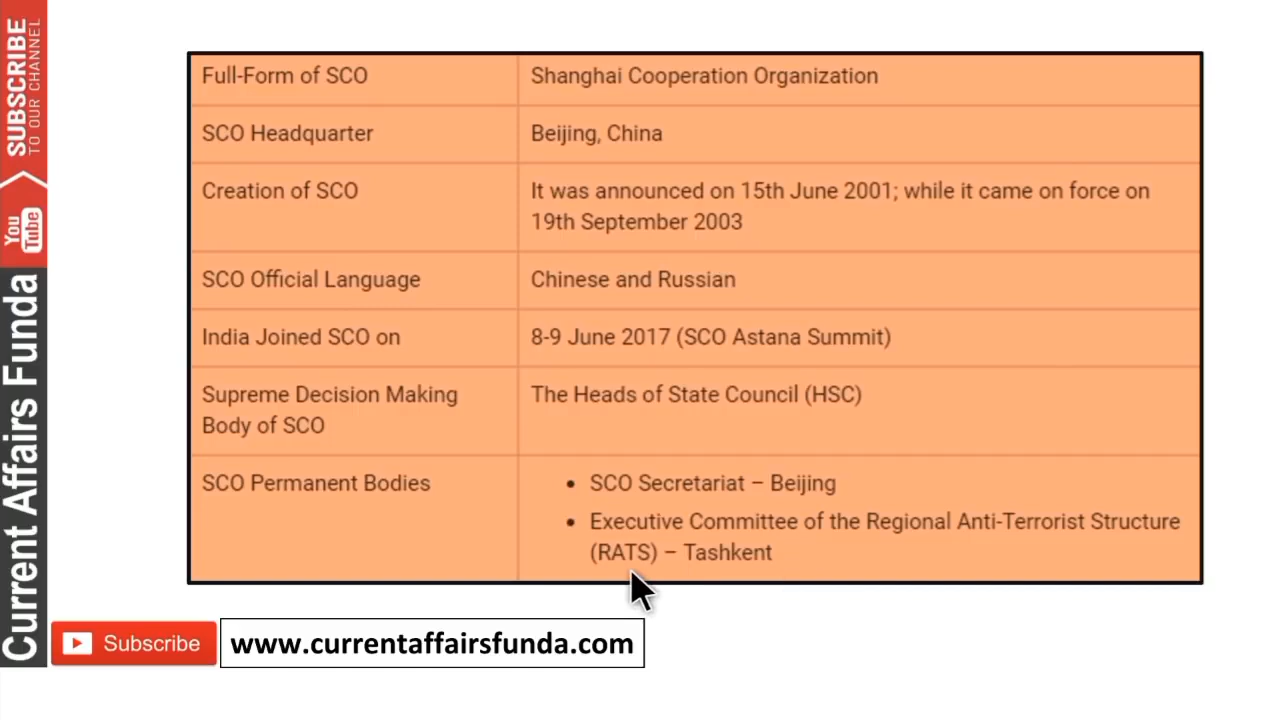 SUBSCRIBE
TO OUR CHANNEL
You
Tube
Current Affairs Funda
Full-Form of SCO
Shanghai Cooperation Organization
SCO Headquarter
Beijing, China
Creation of SCO
It was announced on 15th June 2001; while it came on force on
19th September 2003
SCO Official Language
Chinese and Russian
India Joined SCO on
8-9 June 2017 (SCO Astana Summit)
Supreme Decision Making
Body of SCO
The Heads of State Council (HSC)
SCO Permanent Bodies
• SCO Secretariat – Beijing
• Executive Committee of the Regional Anti-Terrorist Structure
(RATS) – Tashkent
Subscribe
www.currentaffairsfunda.com